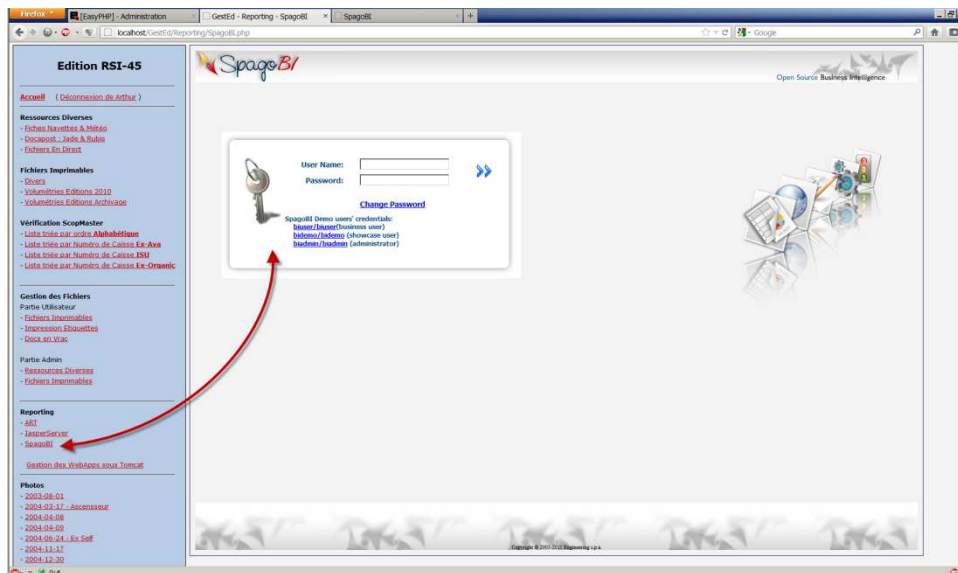 Firefox
[EasyPHP] - Administration
GestEd - Reporting - SpagoBI
SpagoBI
localhost/GestEd/Reporting/SpagoBI.php
Google
Edition RSI-45
Accueil ( Déconnexion de Arthur )
Ressources Diverses
- Fiches Navettes & Météo
- Docapost : Jade & Rubis
- Fichiers En Direct
Fichiers Imprimables
- Divers
- Volumétries Editions 2010
- Volumétries Editions Archivage
Vérification ScopMaster
- Liste triée par ordre Alphabétique
- Liste triée par Numéro de Caisse Ex-Ava
- Liste triée par Numéro de Caisse ISU
- Liste triée par Numéro de Caisse Ex-Organic
Gestion des Fichiers
Partie Utilisateur
- Fichiers Imprimables
- Impression Etiquettes
- Docs en Vrac
Partie Admin
- Ressources Diverses
- Fichiers Imprimables
Reporting
- ART
- JasperServer
- SpagoBI
Gestion des WebApps sous Tomcat
Photos
- 2003-08-01
- 2004-03-17 - Ascenseur
- 2004-04-08
- 2004-04-09
- 2004-06-24 - Ex Self
- 2004-11-17
- 2004-12-30
SpagoBI
Open Source Business Intelligence
User Name:
Password:
Change Password
SpagoBI Demo users' credentials:
biuser/biuser(business user)
bidemo/bidemo (showcase user)
biadmin/biadmin (administrator)
Engineering s.p.a.